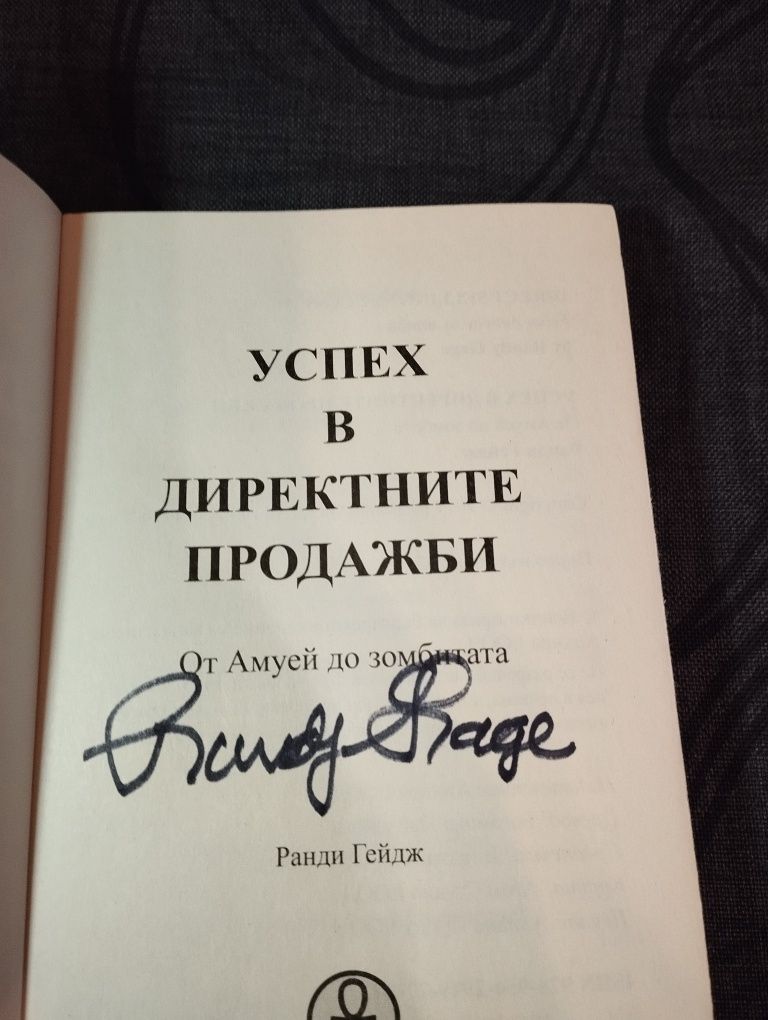 УСПЕХ
В
ДИРЕКТНИТЕ
ПРОДАЖБИ
От Амуей до зомбитата
Randy Gage
Ранди Гейдж